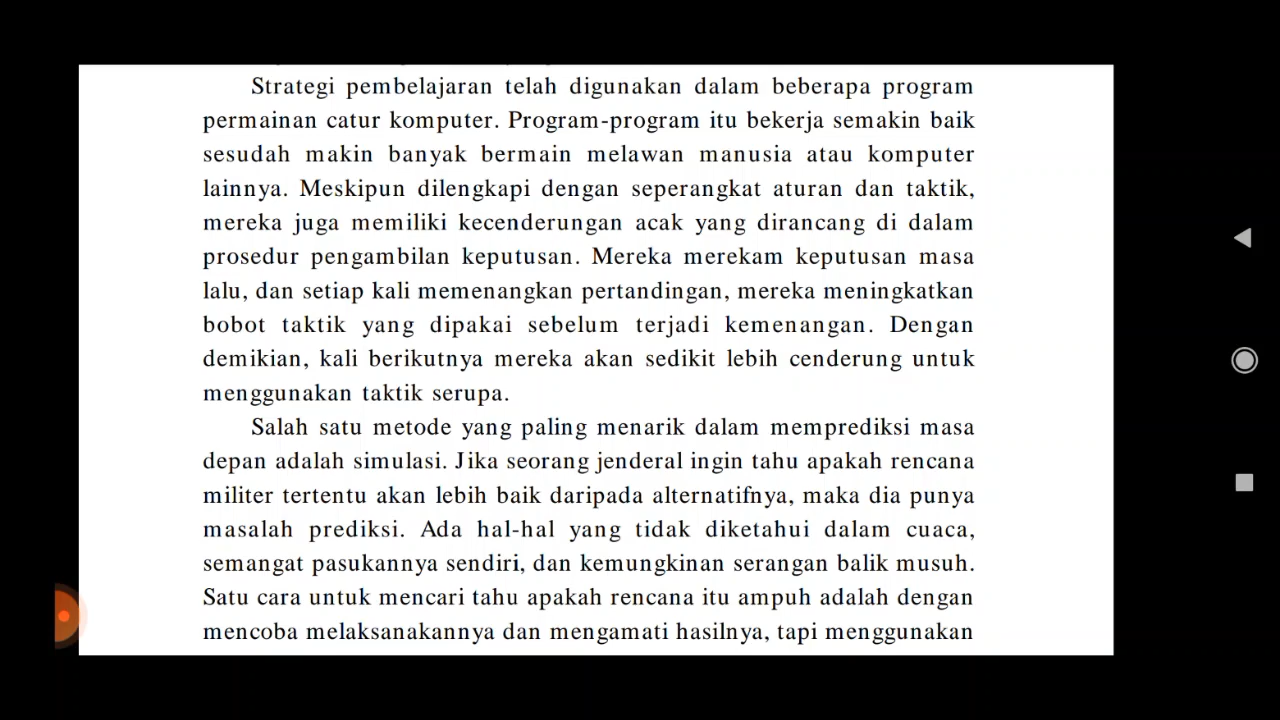 Strategi pembelajaran telah digunakan dalam beberapa program
permainan catur komputer. Program-program itu bekerja semakin baik
sesudah makin banyak bermain melawan manusia atau komputer
lainnya. Meskipun dilengkapi dengan seperangkat aturan dan taktik,
mereka juga memiliki kecenderungan acak yang dirancang di dalam
prosedur pengambilan keputusan. Mereka merekam keputusan masa
lalu, dan setiap kali memenangkan pertandingan, mereka meningkatkan
bobot taktik yang dipakai sebelum terjadi kemenangan. Dengan
demikian, kali berikutnya mereka akan sedikit lebih cenderung untuk
menggunakan taktik serupa.
Salah satu metode yang paling menarik dalam memprediksi masa
depan adalah simulasi. Jika seorang jenderal ingin tahu apakah rencana
militer tertentu akan lebih baik daripada alternatifnya, maka dia punya
masalah prediksi. Ada hal-hal yang tidak diketahui dalam cuaca,
semangat pasukannya sendiri, dan kemungkinan serangan balik musuh.
Satu cara untuk mencari tahu apakah rencana itu ampuh adalah dengan
mencoba melaksanakannya dan mengamati hasilnya, tapi menggunakan